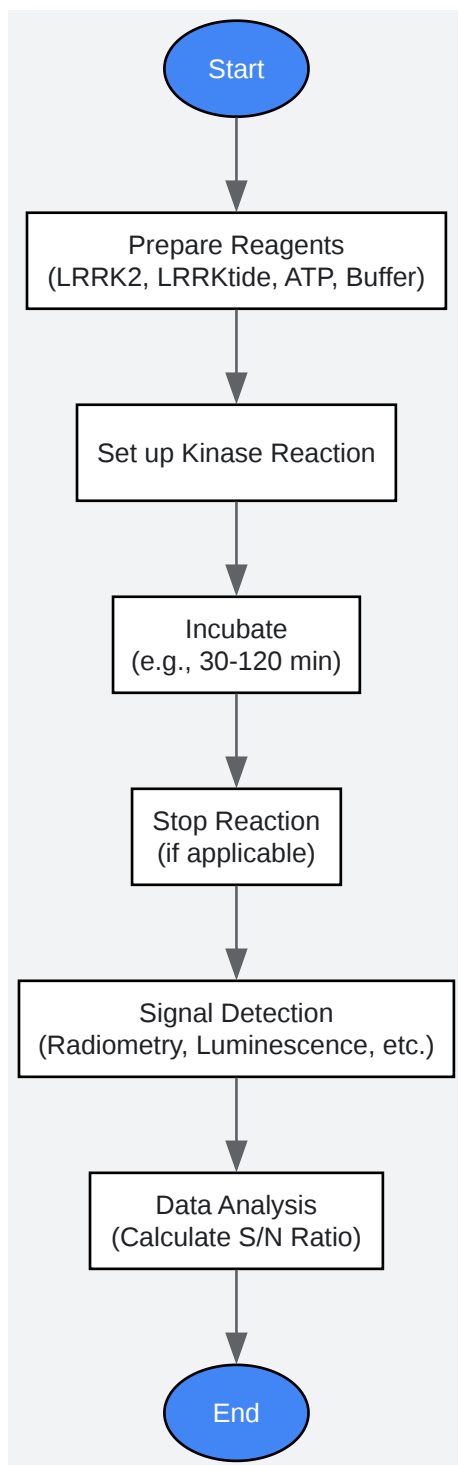 Start
Prepare Reagents
(LRRK2, LRRKtide, ATP, Buffer)
Set up Kinase Reaction
Incubate
(e.g., 30-120 min)
Stop Reaction
(if applicable)
Signal Detection
(Radiometry, Luminescence, etc.)
Data Analysis
(Calculate S/N Ratio)
End